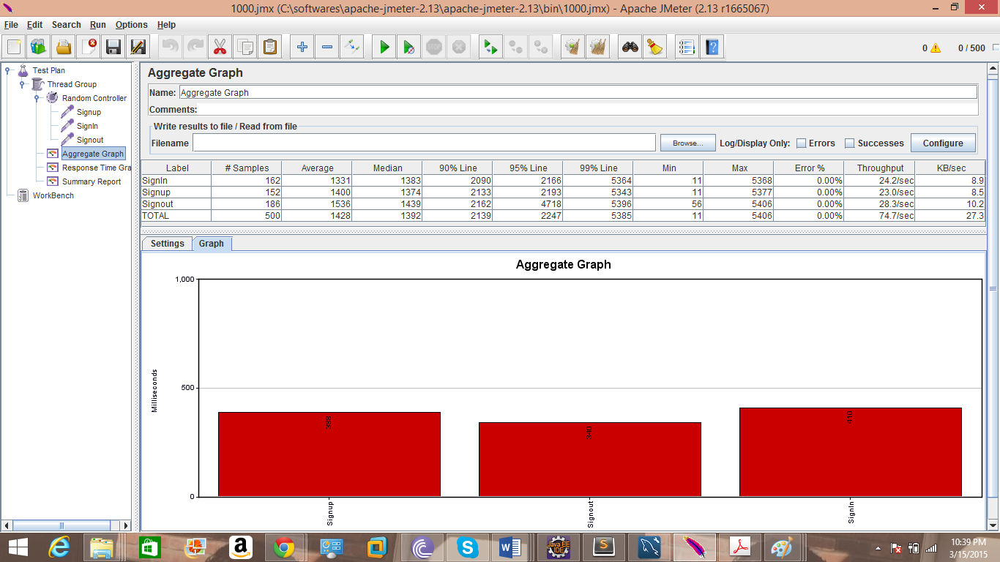 1000.jmx (C:\softwares\apache-jmeter-2.13\apache-jmeter-2.13\bin\1000.jmx) - Apache JMeter (2.13 r1665067)
File Edit Search Run Options Help
0 0 / 500
Test Plan
Thread Group
Random Controller
Signup
SignIn
Signout
Aggregate Graph
Response Time Gra
Summary Report
WorkBench
Aggregate Graph
Name: Aggregate Graph
Comments:
Write results to file / Read from file
Filename Browse... Log/Display Only: Errors Successes Configure
Label # Samples Average Median 90% Line 95% Line 99% Line Min Max Error % Throughput KB/sec
SignIn 162 1331 1383 2090 2166 5364 11 5368 0.00% 24.2/sec 8.9
Signup 152 1400 1374 2133 2193 5343 11 5377 0.00% 23.0/sec 8.5
Signout 186 1536 1439 2162 4718 5396 56 5406 0.00% 28.3/sec 10.2
TOTAL 500 1428 1392 2139 2247 5385 11 5406 0.00% 74.7/sec 27.3
Settings Graph
Aggregate Graph
1,000
500
0
Milliseconds
388 340 410
Signup Signout SignIn
Java EE
IDE
10:39 PM
3/15/2015